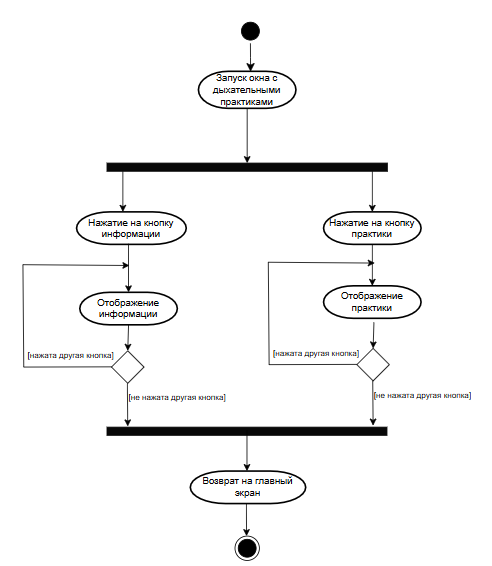 Запуск окна с
дыхательными
практиками
Нажатие на кнопку
информации
Нажатие на кнопку
практики
Отображение
информации
Отображение
практики
[нажата другая кнопка]
[нажата другая кнопка]
[не нажата другая кнопка]
[не нажата другая кнопка]
Возврат на главный
экран